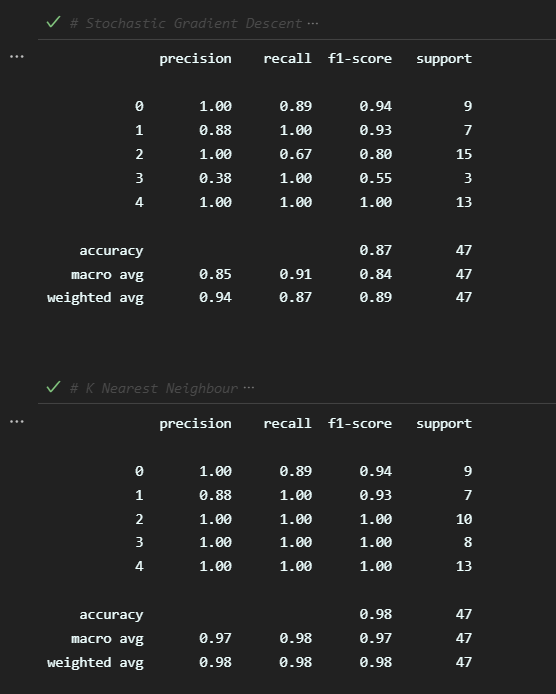 # Stochastic Gradient Descent ...
precision recall f1-score support
0 1.00 0.89 0.94 9
1 0.88 1.00 0.93 7
2 1.00 0.67 0.80 15
3 0.38 1.00 0.55 3
4 1.00 1.00 1.00 13
accuracy 0.87 47
macro avg 0.85 0.91 0.84 47
weighted avg 0.94 0.87 0.89 47
# K Nearest Neighbour ...
precision recall f1-score support
0 1.00 0.89 0.94 9
1 0.88 1.00 0.93 7
2 1.00 1.00 1.00 10
3 1.00 1.00 1.00 8
4 1.00 1.00 1.00 13
accuracy 0.98 47
macro avg 0.97 0.98 0.97 47
weighted avg 0.98 0.98 0.98 47